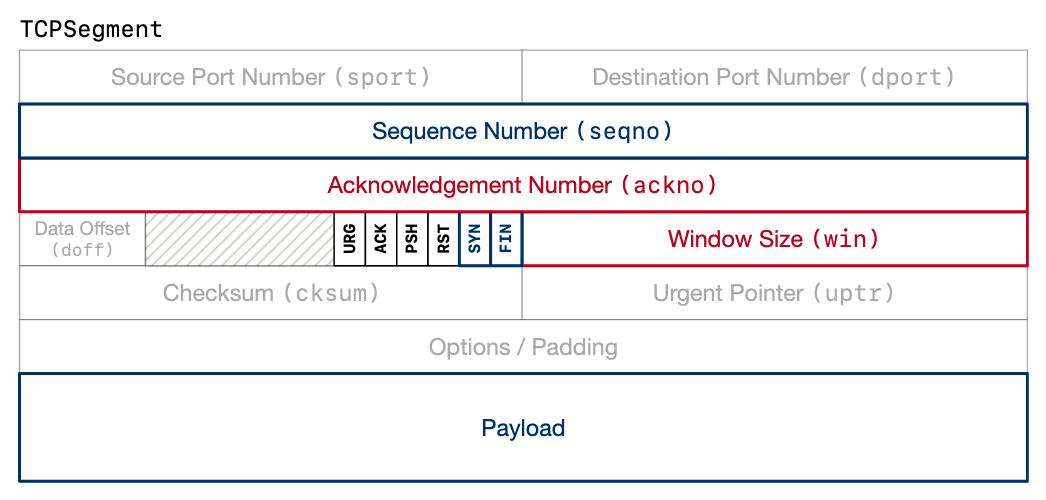 TCPSegment
Source Port Number (sport) Destination Port Number (dport)
Sequence Number (seqno)
Acknowledgement Number (ackno)
Data Offset
(doff)
URG ACK PSH RST SYN FIN
Window Size (win)
Checksum (cksum) Urgent Pointer (uptr)
Options / Padding
Payload